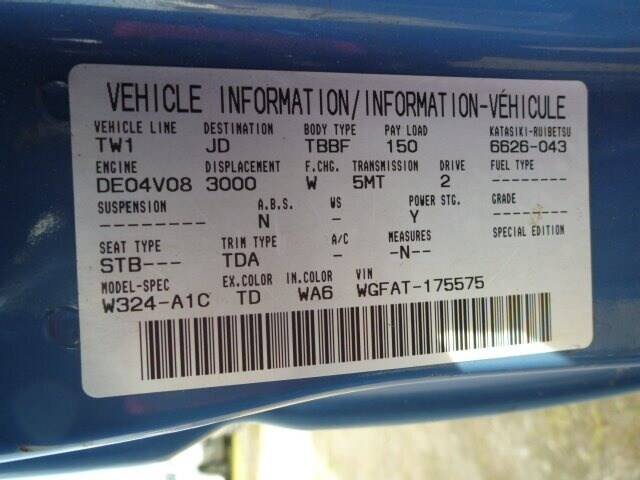 VEHICLE INFORMATION/INFORMATION-VÉHICULE
VEHICLE LINE DESTINATION BODY TYPE PAY LOAD KATASIKI-RUIBETSU
TW1 JD TBBF 150 6626-043
ENGINE DISPLACEMENT F.CHG. TRANSMISSION DRIVE FUEL TYPE
DE04V08 3000 W 5MT 2 --------
SUSPENSION A.B.S. WS POWER STG. GRADE
--------- N - Y --------
SEAT TYPE TRIM TYPE A/C MEASURES SPECIAL EDITION
STB--- TDA - -N--
MODEL-SPEC EX.COLOR IN.COLOR VIN
W324-A1C TD WA6 WGFAT-175575